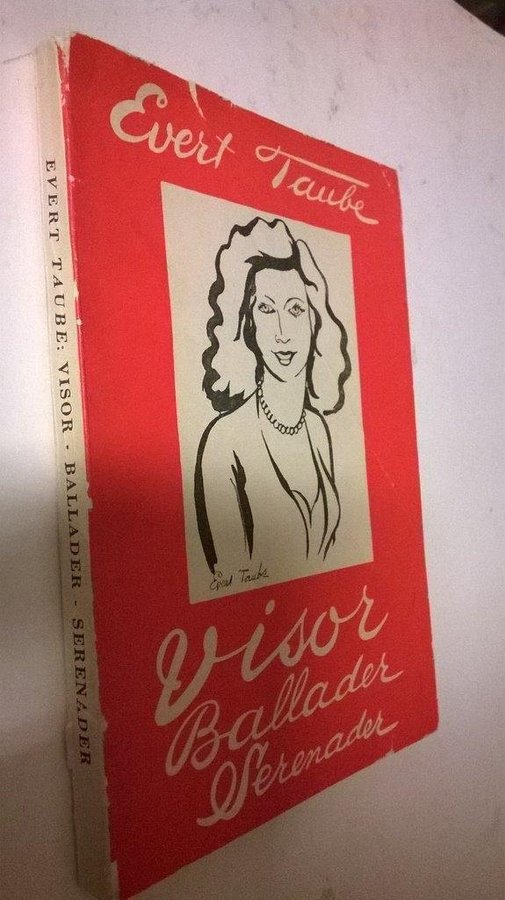 Evert Taube
Evert Taube
Visor
Ballader
Serenader
EVERT TAUBE: VISOR - BALLADER - SERENADER